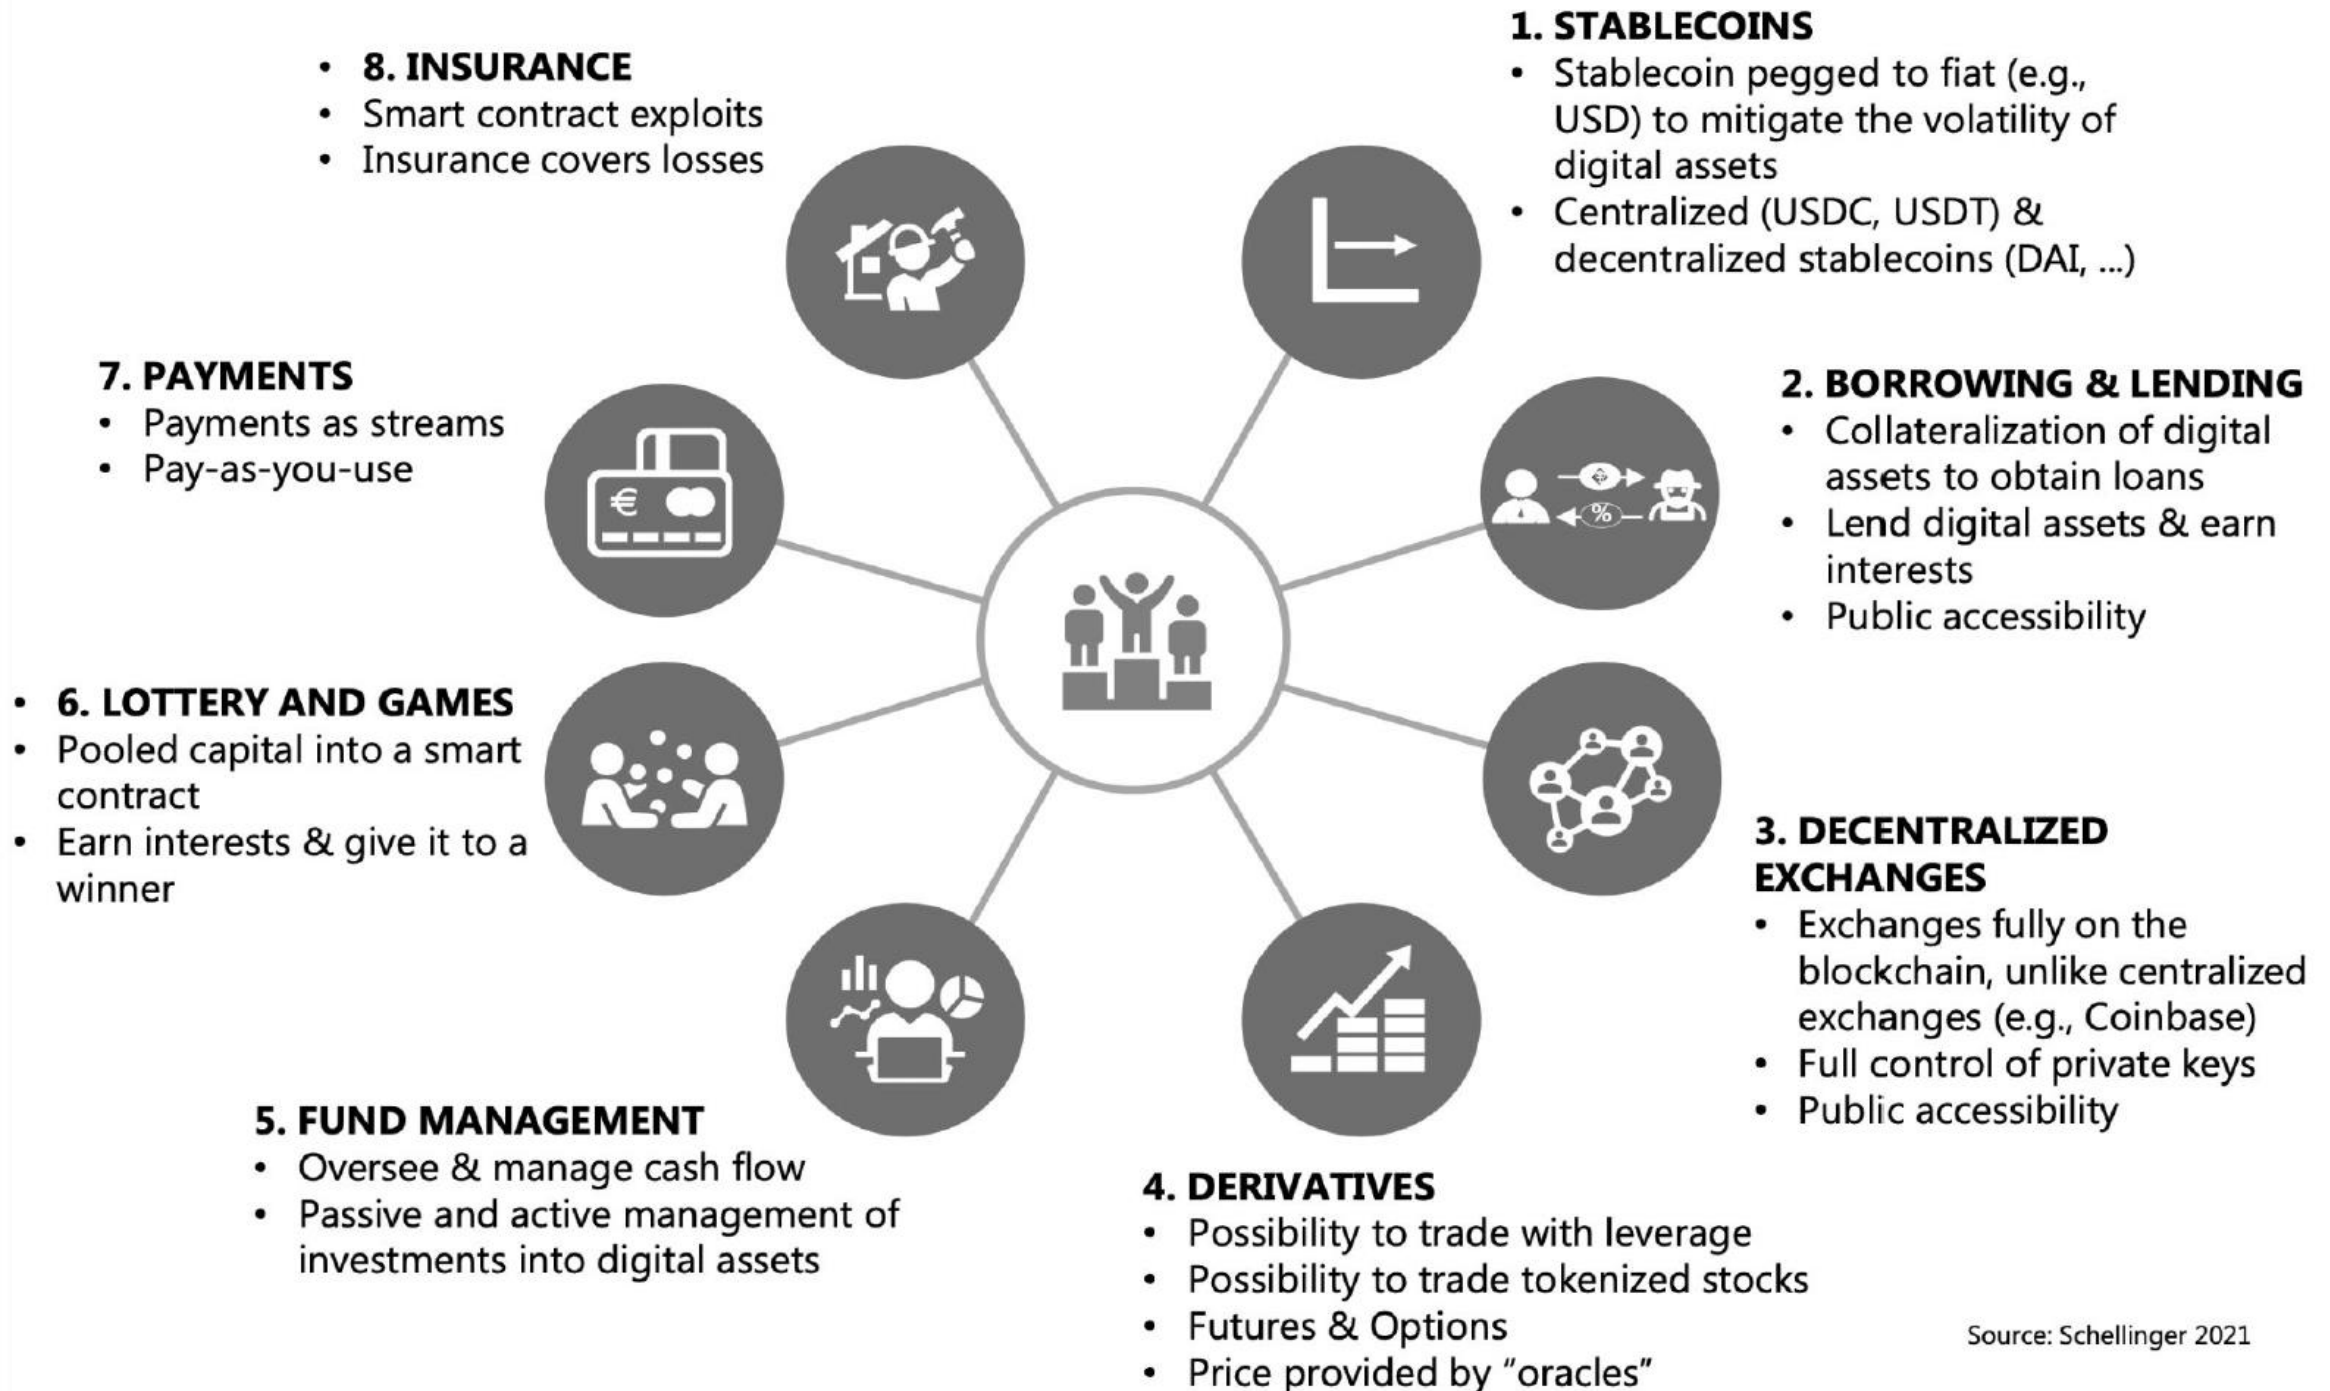 1. STABLECOINS
• Stablecoin pegged to fiat (e.g.,
USD) to mitigate the volatility of
digital assets
• Centralized (USDC, USDT) &
decentralized stablecoins (DAI, ...)
2. BORROWING & LENDING
• Collateralization of digital
assets to obtain loans
• Lend digital assets & earn
interests
• Public accessibility
3. DECENTRALIZED
EXCHANGES
• Exchanges fully on the
blockchain, unlike centralized
exchanges (e.g., Coinbase)
• Full control of private keys
• Public accessibility
4. DERIVATIVES
• Possibility to trade with leverage
• Possibility to trade tokenized stocks
• Futures & Options
• Price provided by “oracles”
5. FUND MANAGEMENT
• Oversee & manage cash flow
• Passive and active management of
investments into digital assets
• 6. LOTTERY AND GAMES
• Pooled capital into a smart
contract
• Earn interests & give it to a
winner
7. PAYMENTS
• Payments as streams
• Pay-as-you-use
• 8. INSURANCE
• Smart contract exploits
• Insurance covers losses
€
%
Source: Schellinger 2021